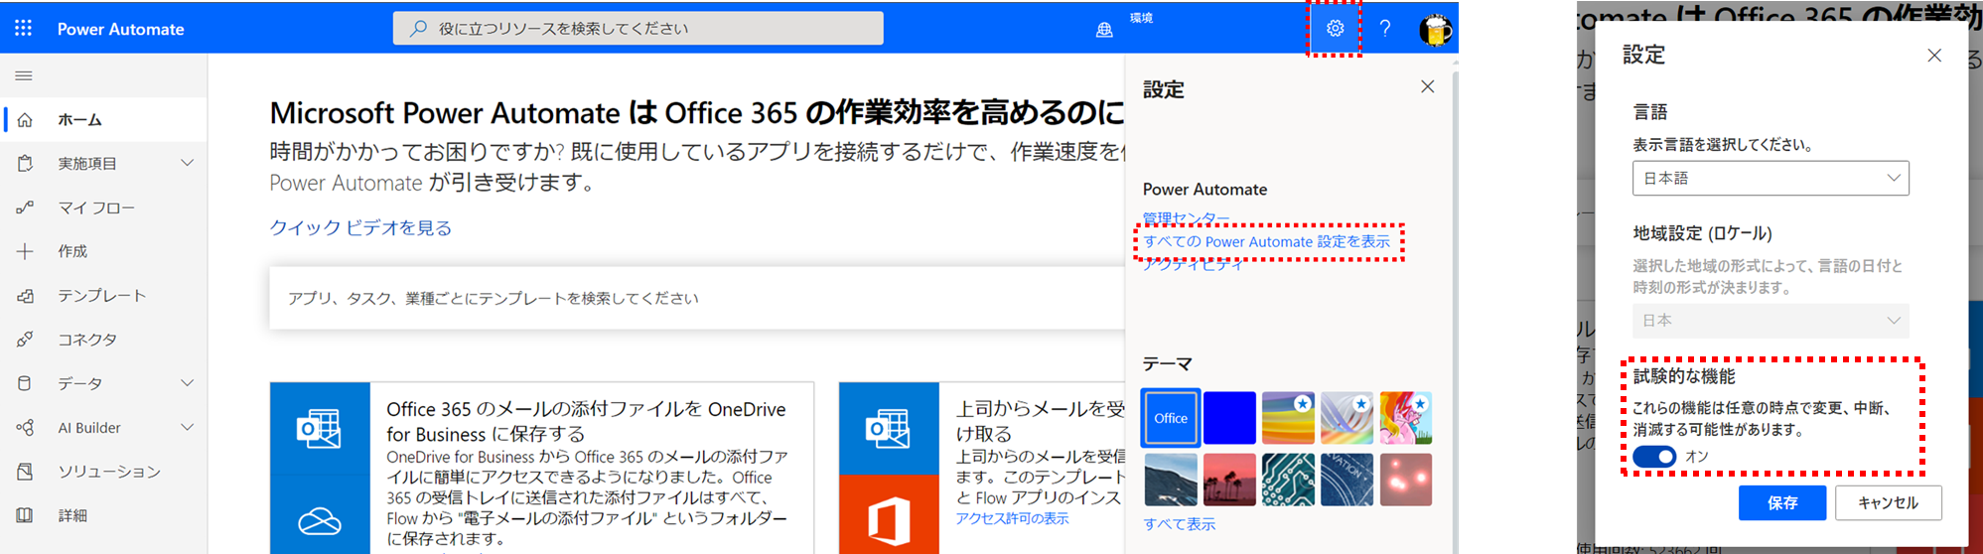 Power Automate
役に立つリソースを検索してください
環境
ホーム
実施項目
マイ フロー
作成
テンプレート
コネクタ
データ
AI Builder
ソリューション
詳細
Microsoft Power Automate は Office 365 の作業効率を高めるのに
時間がかかってお困りですか? 既に使用しているアプリを接続するだけで、作業速度を
Power Automate が引き受けます。
クイック ビデオを見る
アプリ、タスク、業種ごとにテンプレートを検索してください
Office 365 のメールの添付ファイルを OneDrive
for Business に保存する
OneDrive for Business から Office 365 のメールの添付ファ
イルに簡単にアクセスできるようになりました。Office
365 の受信トレイに送信された添付ファイルはすべて、
Flow から "電子メールの添付ファイル" というフォルダー
に保存されます。
上司からメールを受
け取る
上司からのメールを受信
ます。このテンプレート
と Flow アプリのインス
アクセス許可の表示
設定
Power Automate
管理センター
すべての Power Automate 設定を表示
アクティビティ
テーマ
Office
すべて表示
tomate は Office 365 の作業効
設定
言語
表示言語を選択してください。
日本語
地域設定 (ロケール)
選択した地域の形式によって、言語の日付と
時刻の形式が決まります。
日本
試験的な機能
これらの機能は任意の時点で変更、中断、
消滅する可能性があります。
オン
保存
キャンセル
使用回数: 523662 回